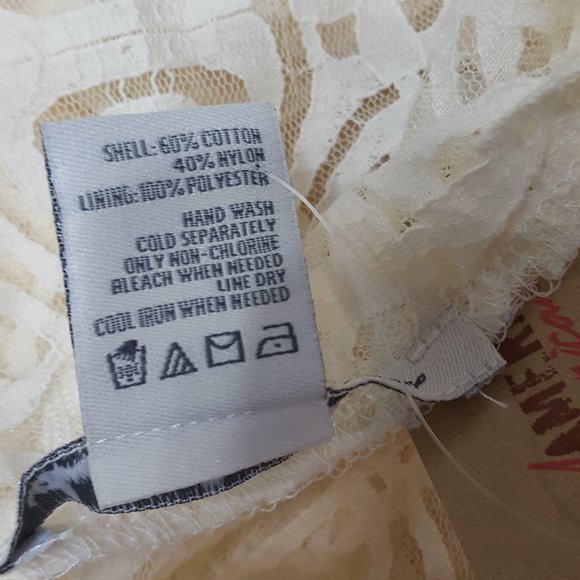 SHELL: 60% COTTON
40% NYLON
LINING: 100% POLYESTER
HAND WASH
COLD SEPARATELY
ONLY NON-CHLORINE
BLEACH WHEN NEEDED
LINE DRY
COOL IRON WHEN NEEDED
AMER